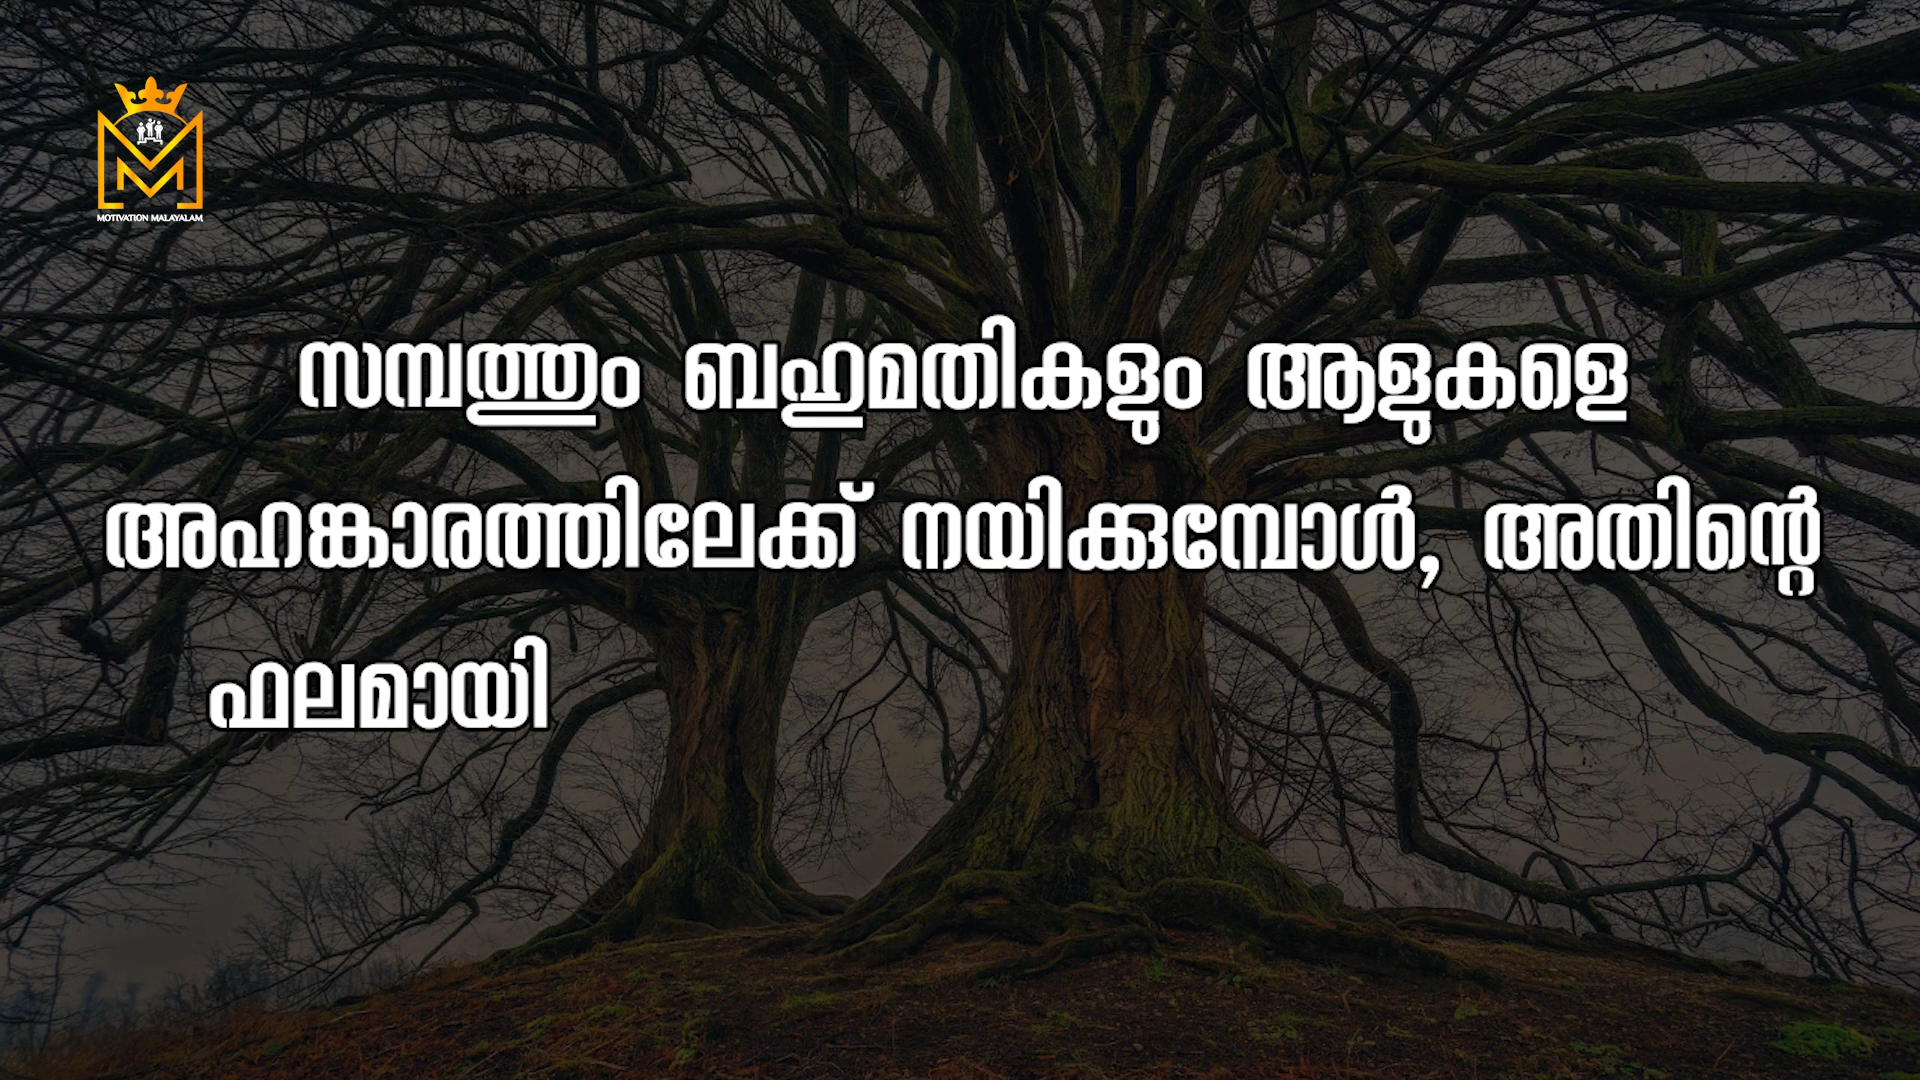 MOTIVATION MALAYALAM
സമ്പത്തും ബഹുമതികളും ആളുകളെ
അഹങ്കാരത്തിലേക്ക് നയിക്കുമ്പോൾ, അതിന്റെ
ഫലമായി